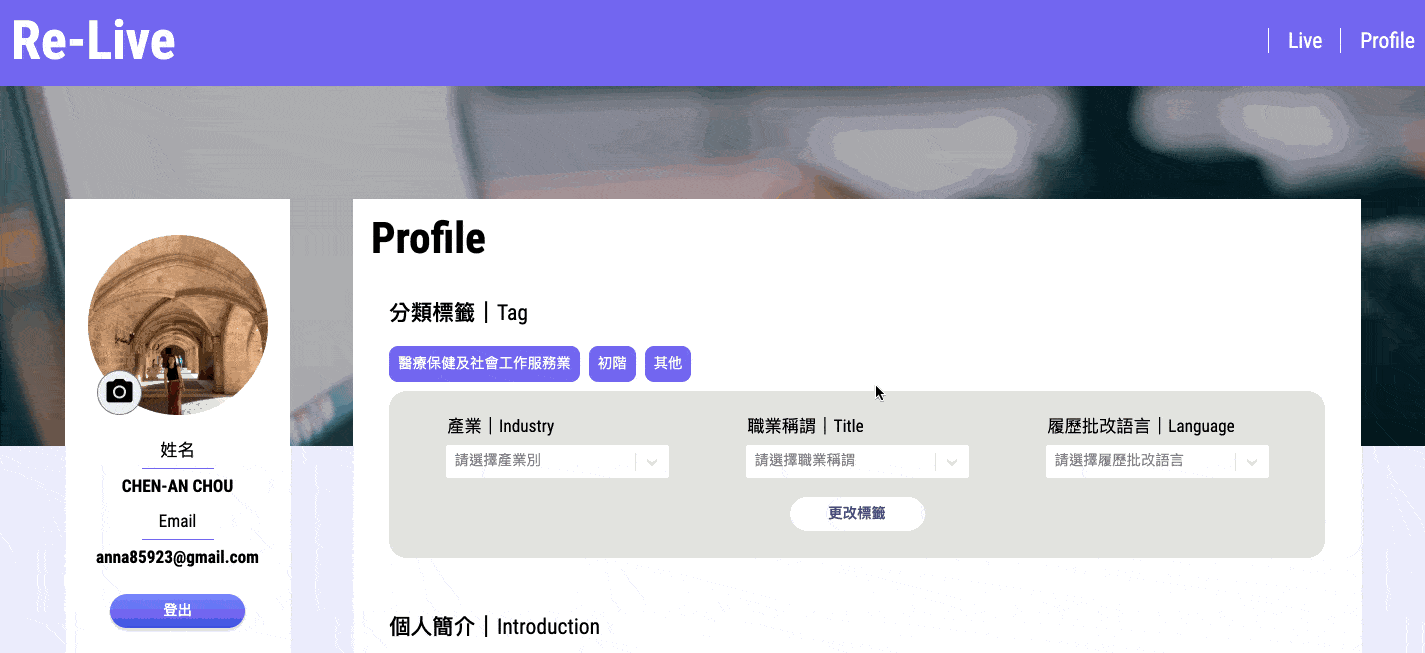 Re-Live
Live
Profile
姓名
CHEN-AN CHOU
Email
anna85923@gmail.com
登出
Profile
分類標籤｜Tag
醫療保健及社會工作服務業 初階 其他
產業｜Industry
請選擇產業別
職業稱謂｜Title
請選擇職業稱謂
履歷批改語言｜Language
請選擇履歷批改語言
更改標籤
個人簡介｜Introduction